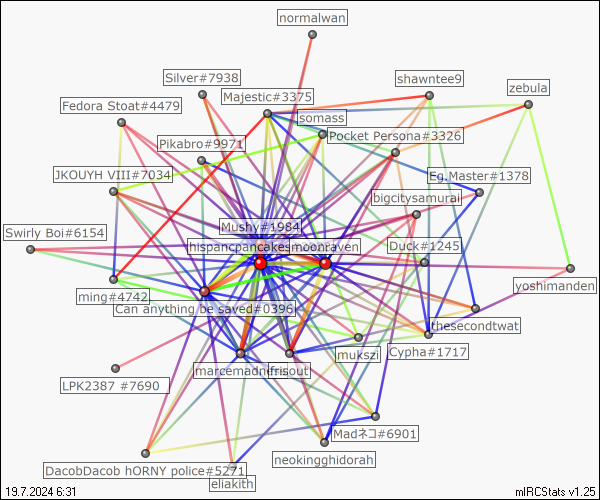 normalwan
Silver#7938
shawntee9
zebula
Majestic#3375
Fedora Stoat#4479
somass
Pocket Persona#3326
Pikabro#9971
JKOUYH VIII#7034
Eg.Master#1378
bigcitysamurai
Mushy#1984
Swirly Boi#6154
hispancpancakes
moonraven
Duck#1245
yoshimanden
ming#4742
Can anything be saved#0396
thesecondtwat
mukszi
Cypha#1717
marcemadness
frisout
LPK2387 #7690
Madネコ#6901
neokingghidorah
DacobDacob hORNY police#5271
eliakith
19.7.2024 6:31
mIRCStats v1.25